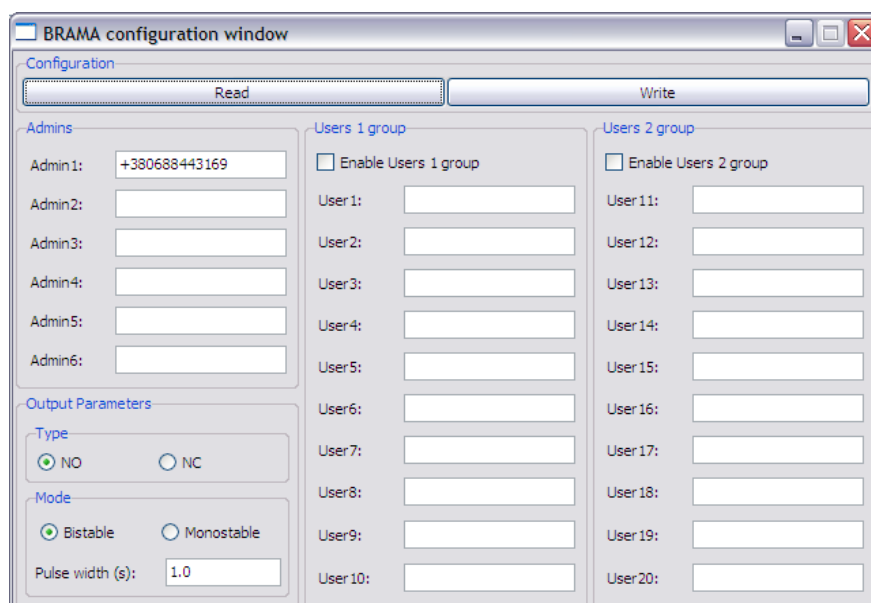 BRAMA configuration window
Configuration
Read
Write
Admins
Admin1:
+380688443169
Admin2:
Admin3:
Admin4:
Admin5:
Admin6:
Output Parameters
Type
NO
NC
Mode
Bistable
Monostable
Pulse width (s):
1.0
Users 1 group
Enable Users 1 group
User1:
User2:
User3:
User4:
User5:
User6:
User7:
User8:
User9:
User10:
Users 2 group
Enable Users 2 group
User11:
User12:
User13:
User14:
User15:
User16:
User17:
User18:
User19:
User20: